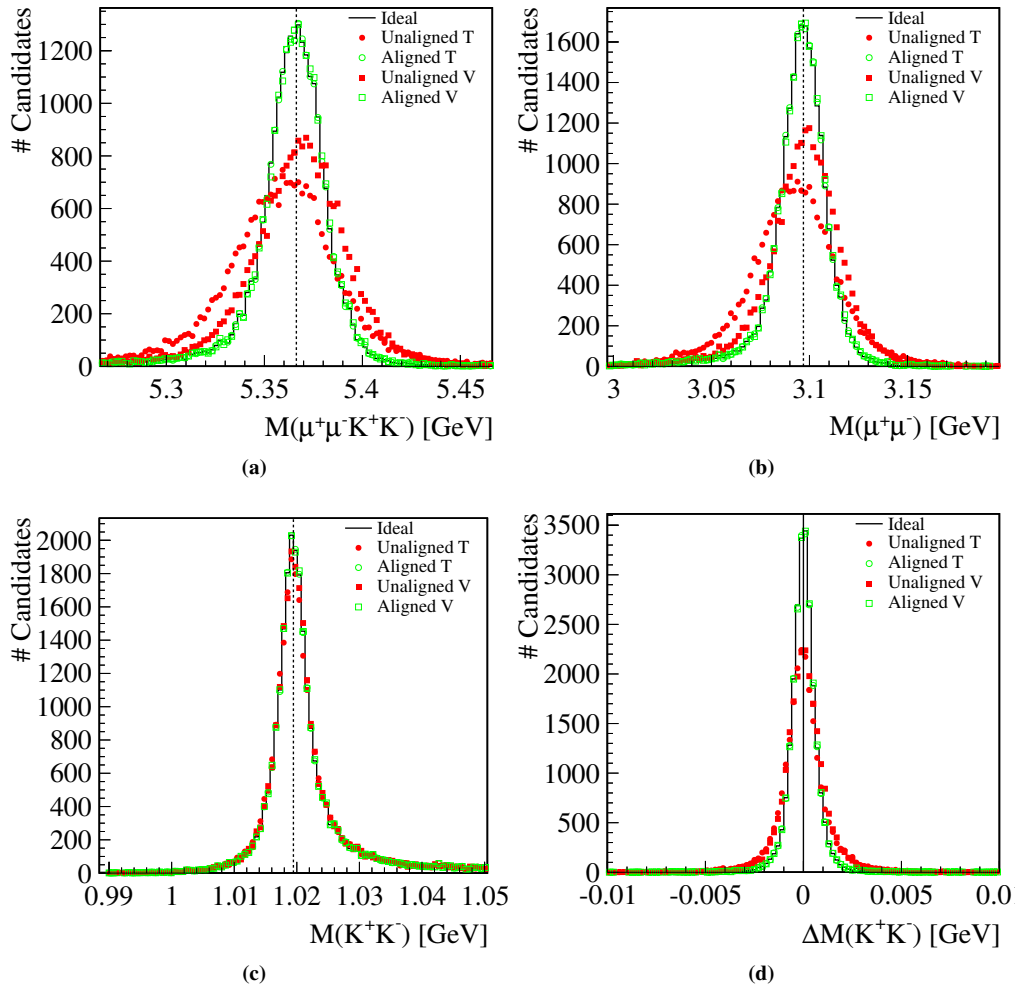 # Candidates
1200
1000
800
600
400
200
0
Ideal
Unaligned T
Aligned T
Unaligned V
Aligned V
5.3 5.35 5.4 5.45
M(μ⁺μ⁻K⁺K⁻) [GeV]
(a)
# Candidates
1600
1400
1200
1000
800
600
400
200
0
Ideal
Unaligned T
Aligned T
Unaligned V
Aligned V
3 3.05 3.1 3.15
M(μ⁺μ⁻) [GeV]
(b)
# Candidates
2000
1800
1600
1400
1200
1000
800
600
400
200
0
Ideal
Unaligned T
Aligned T
Unaligned V
Aligned V
0.99 1 1.01 1.02 1.03 1.04 1.05
M(K⁺K⁻) [GeV]
(c)
# Candidates
3500
3000
2500
2000
1500
1000
500
0
Ideal
Unaligned T
Aligned T
Unaligned V
Aligned V
-0.01 -0.005 0 0.005 0.0
ΔM(K⁺K⁻) [GeV]
(d)